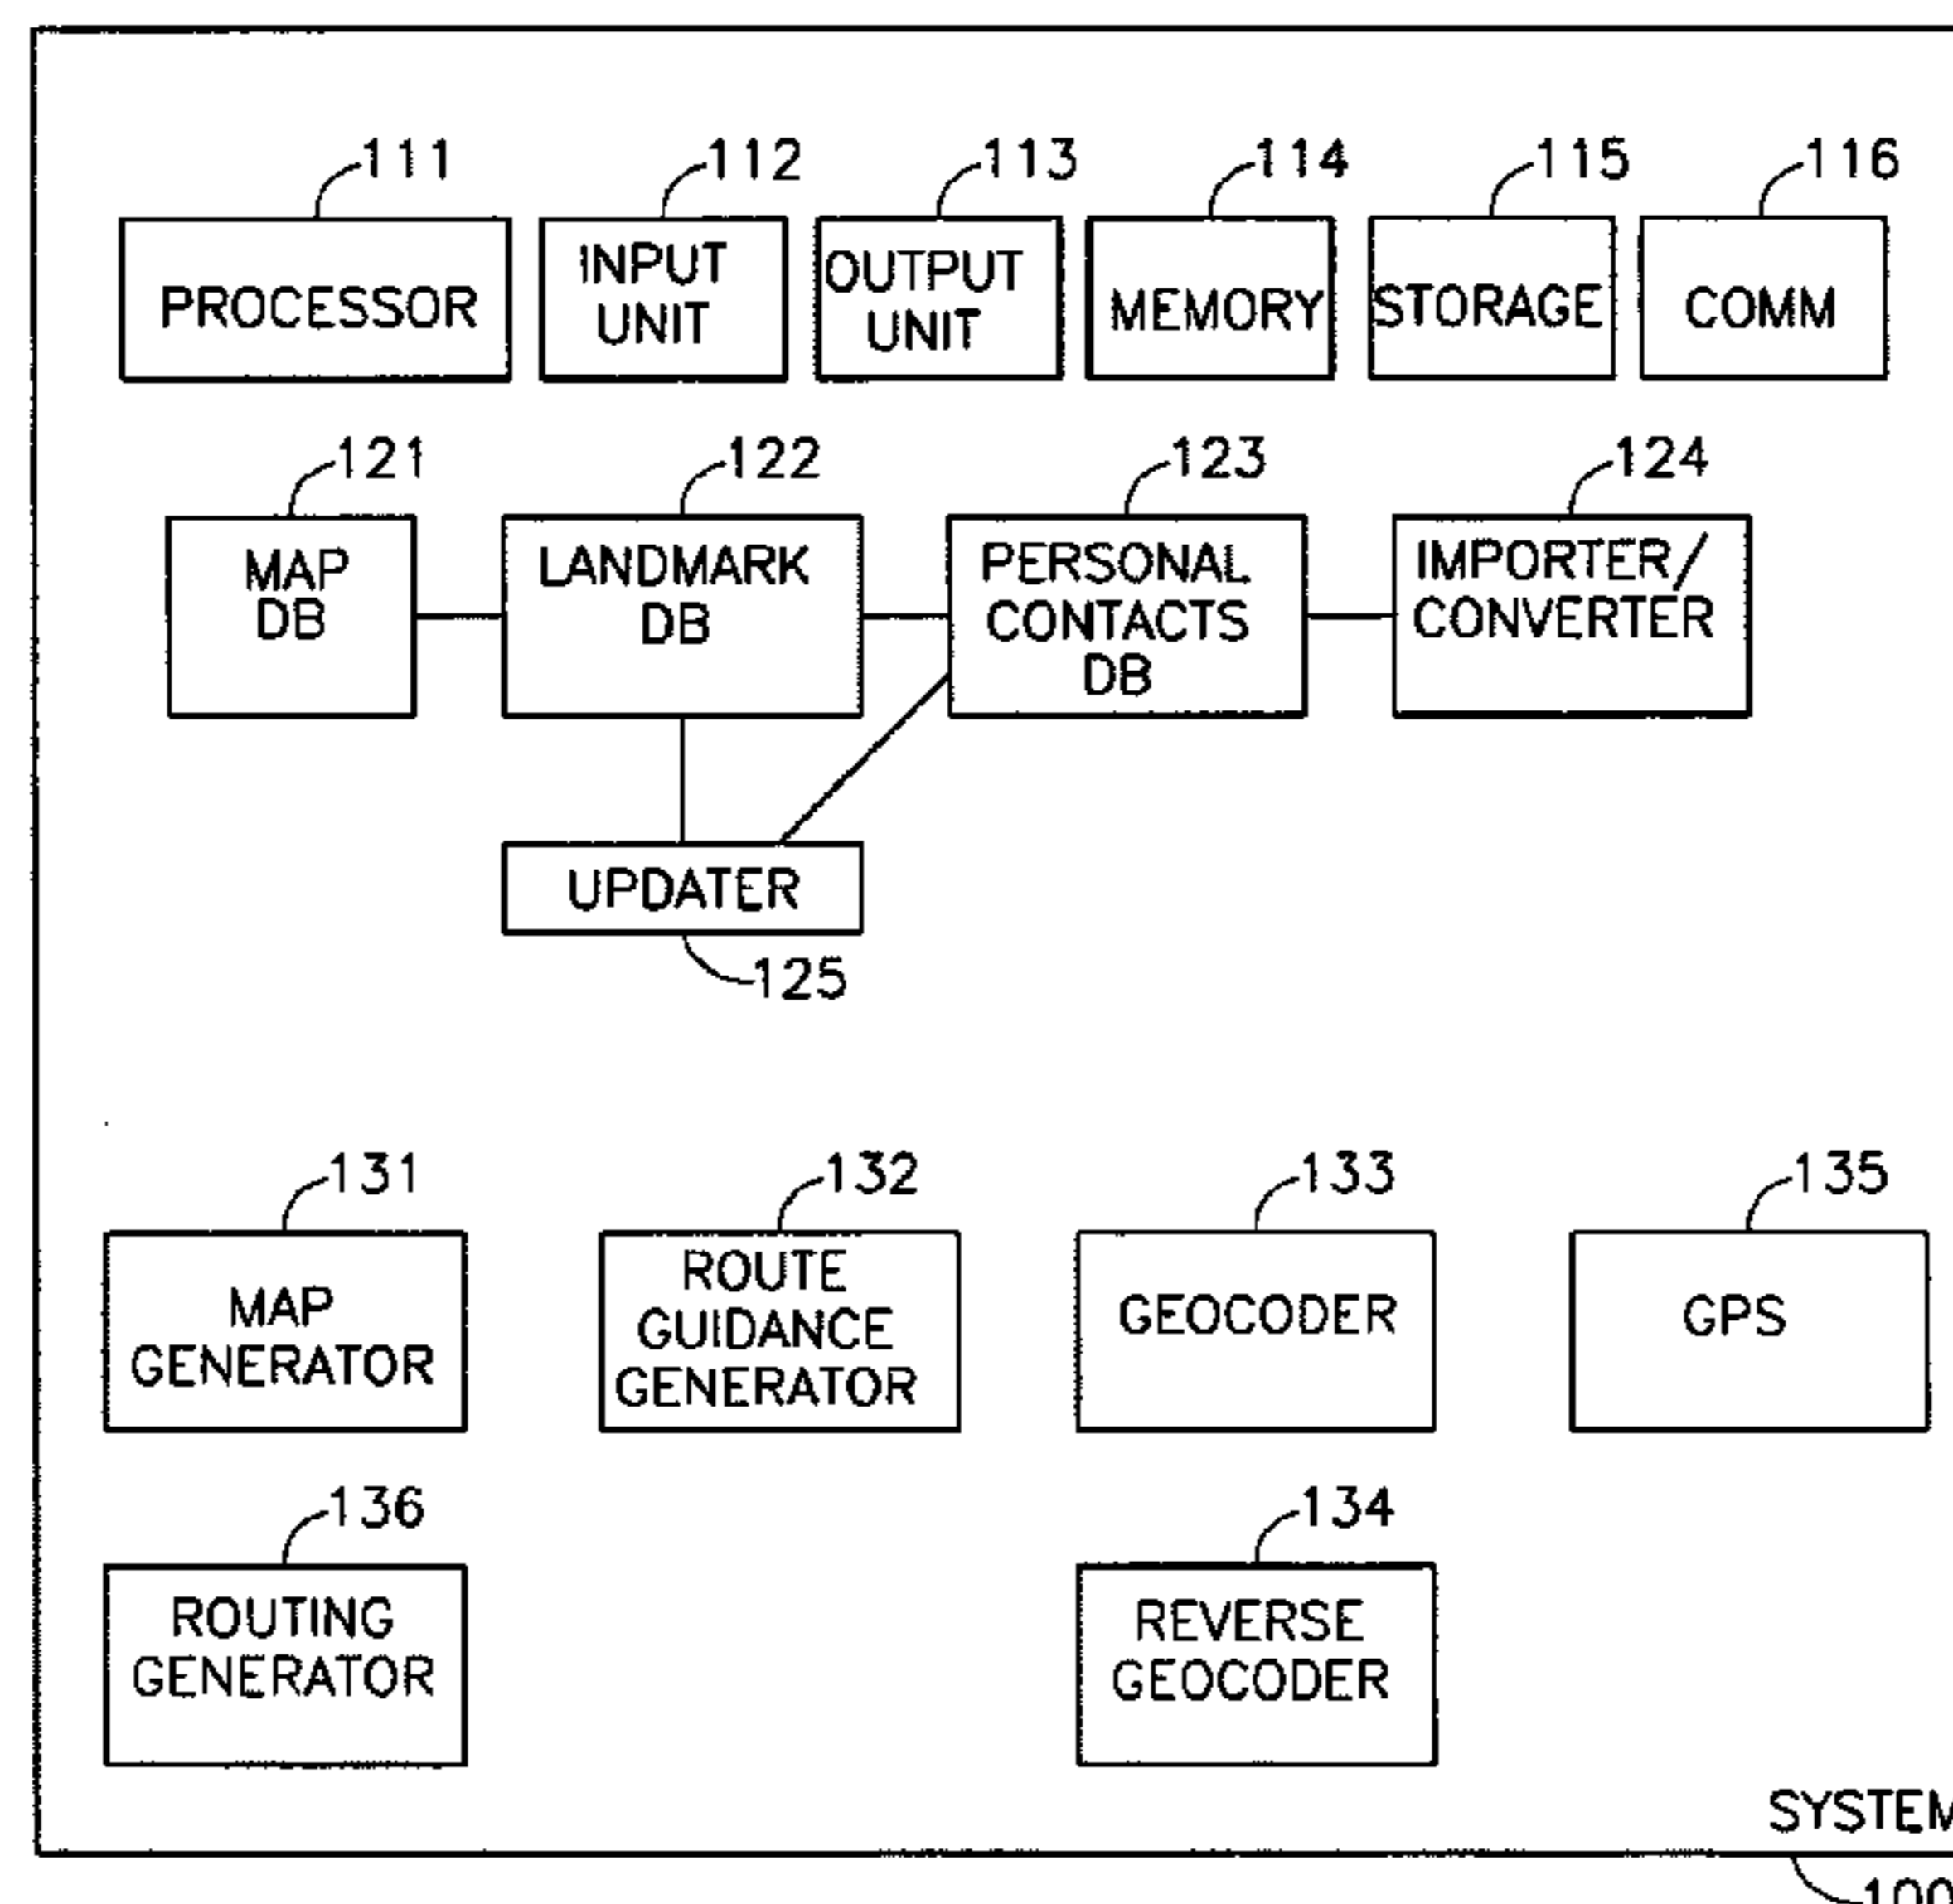 111 112 113 114 115 116
PROCESSOR
INPUT
UNIT
OUTPUT
UNIT
MEMORY
STORAGE
COMM
121 122 123 124
MAP
DB
LANDMARK
DB
PERSONAL
CONTACTS
DB
IMPORTER/
CONVERTER
UPDATER
125
131 132 133 135
MAP
GENERATOR
ROUTE
GUIDANCE
GENERATOR
GEOCODER
GPS
136 134
ROUTING
GENERATOR
REVERSE
GEOCODER
SYSTEM
100